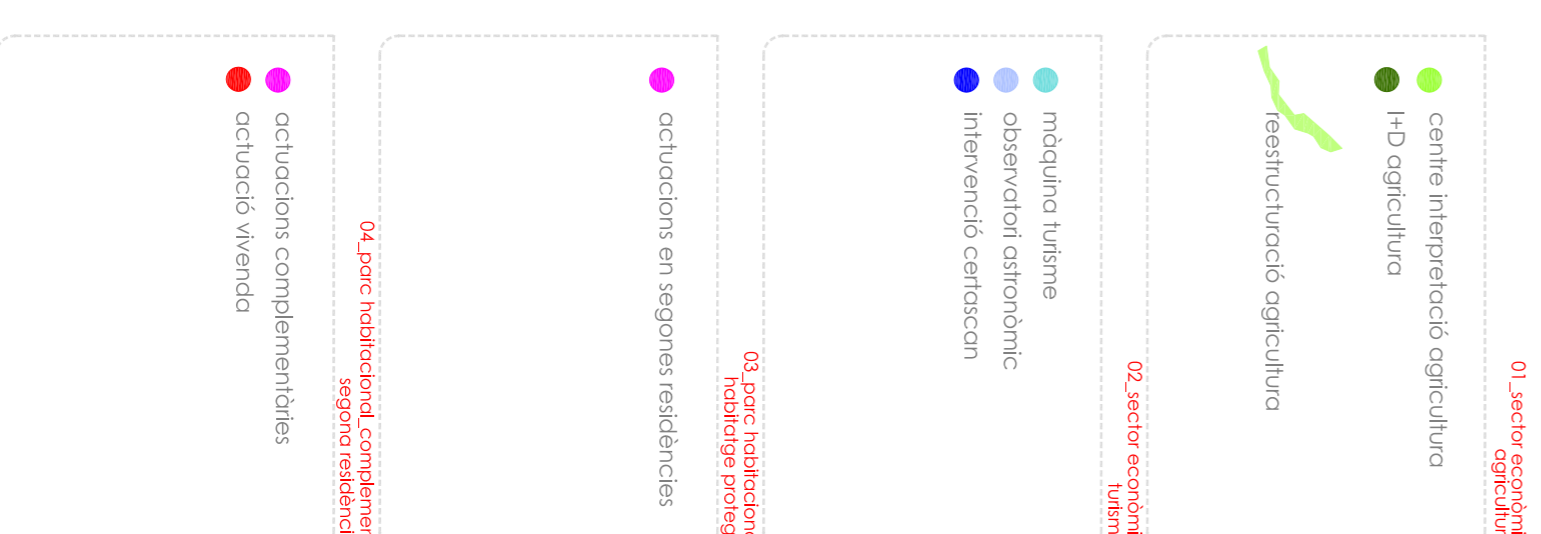 01_sector econòmi
agricultur
centre interpretació agricultura
I+D agricultura
reestructuració agricultura
02_sector econòmi
turism
màquina turisme
observatori astronòmic
intervenció certascan
03_parc habitaciona
habitatge proteg
actuacions en segones residències
04_parc habitacional_complemen
segona residènci
actuacions complementàries
actuació vivenda